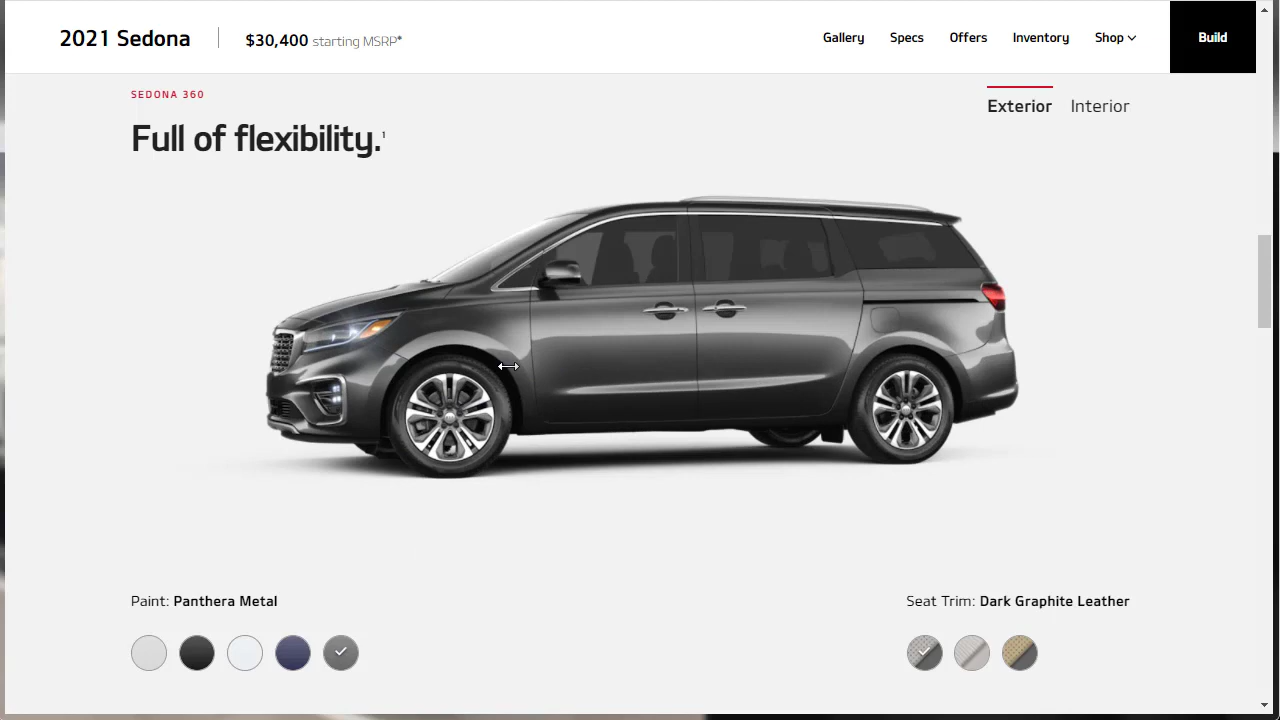 2021 Sedona
$30,400 starting MSRP*
Gallery
Specs
Offers
Inventory
Shop
Build
SEDONA 360
Full of flexibility.1
Exterior
Interior
Paint: Panthera Metal
Seat Trim: Dark Graphite Leather